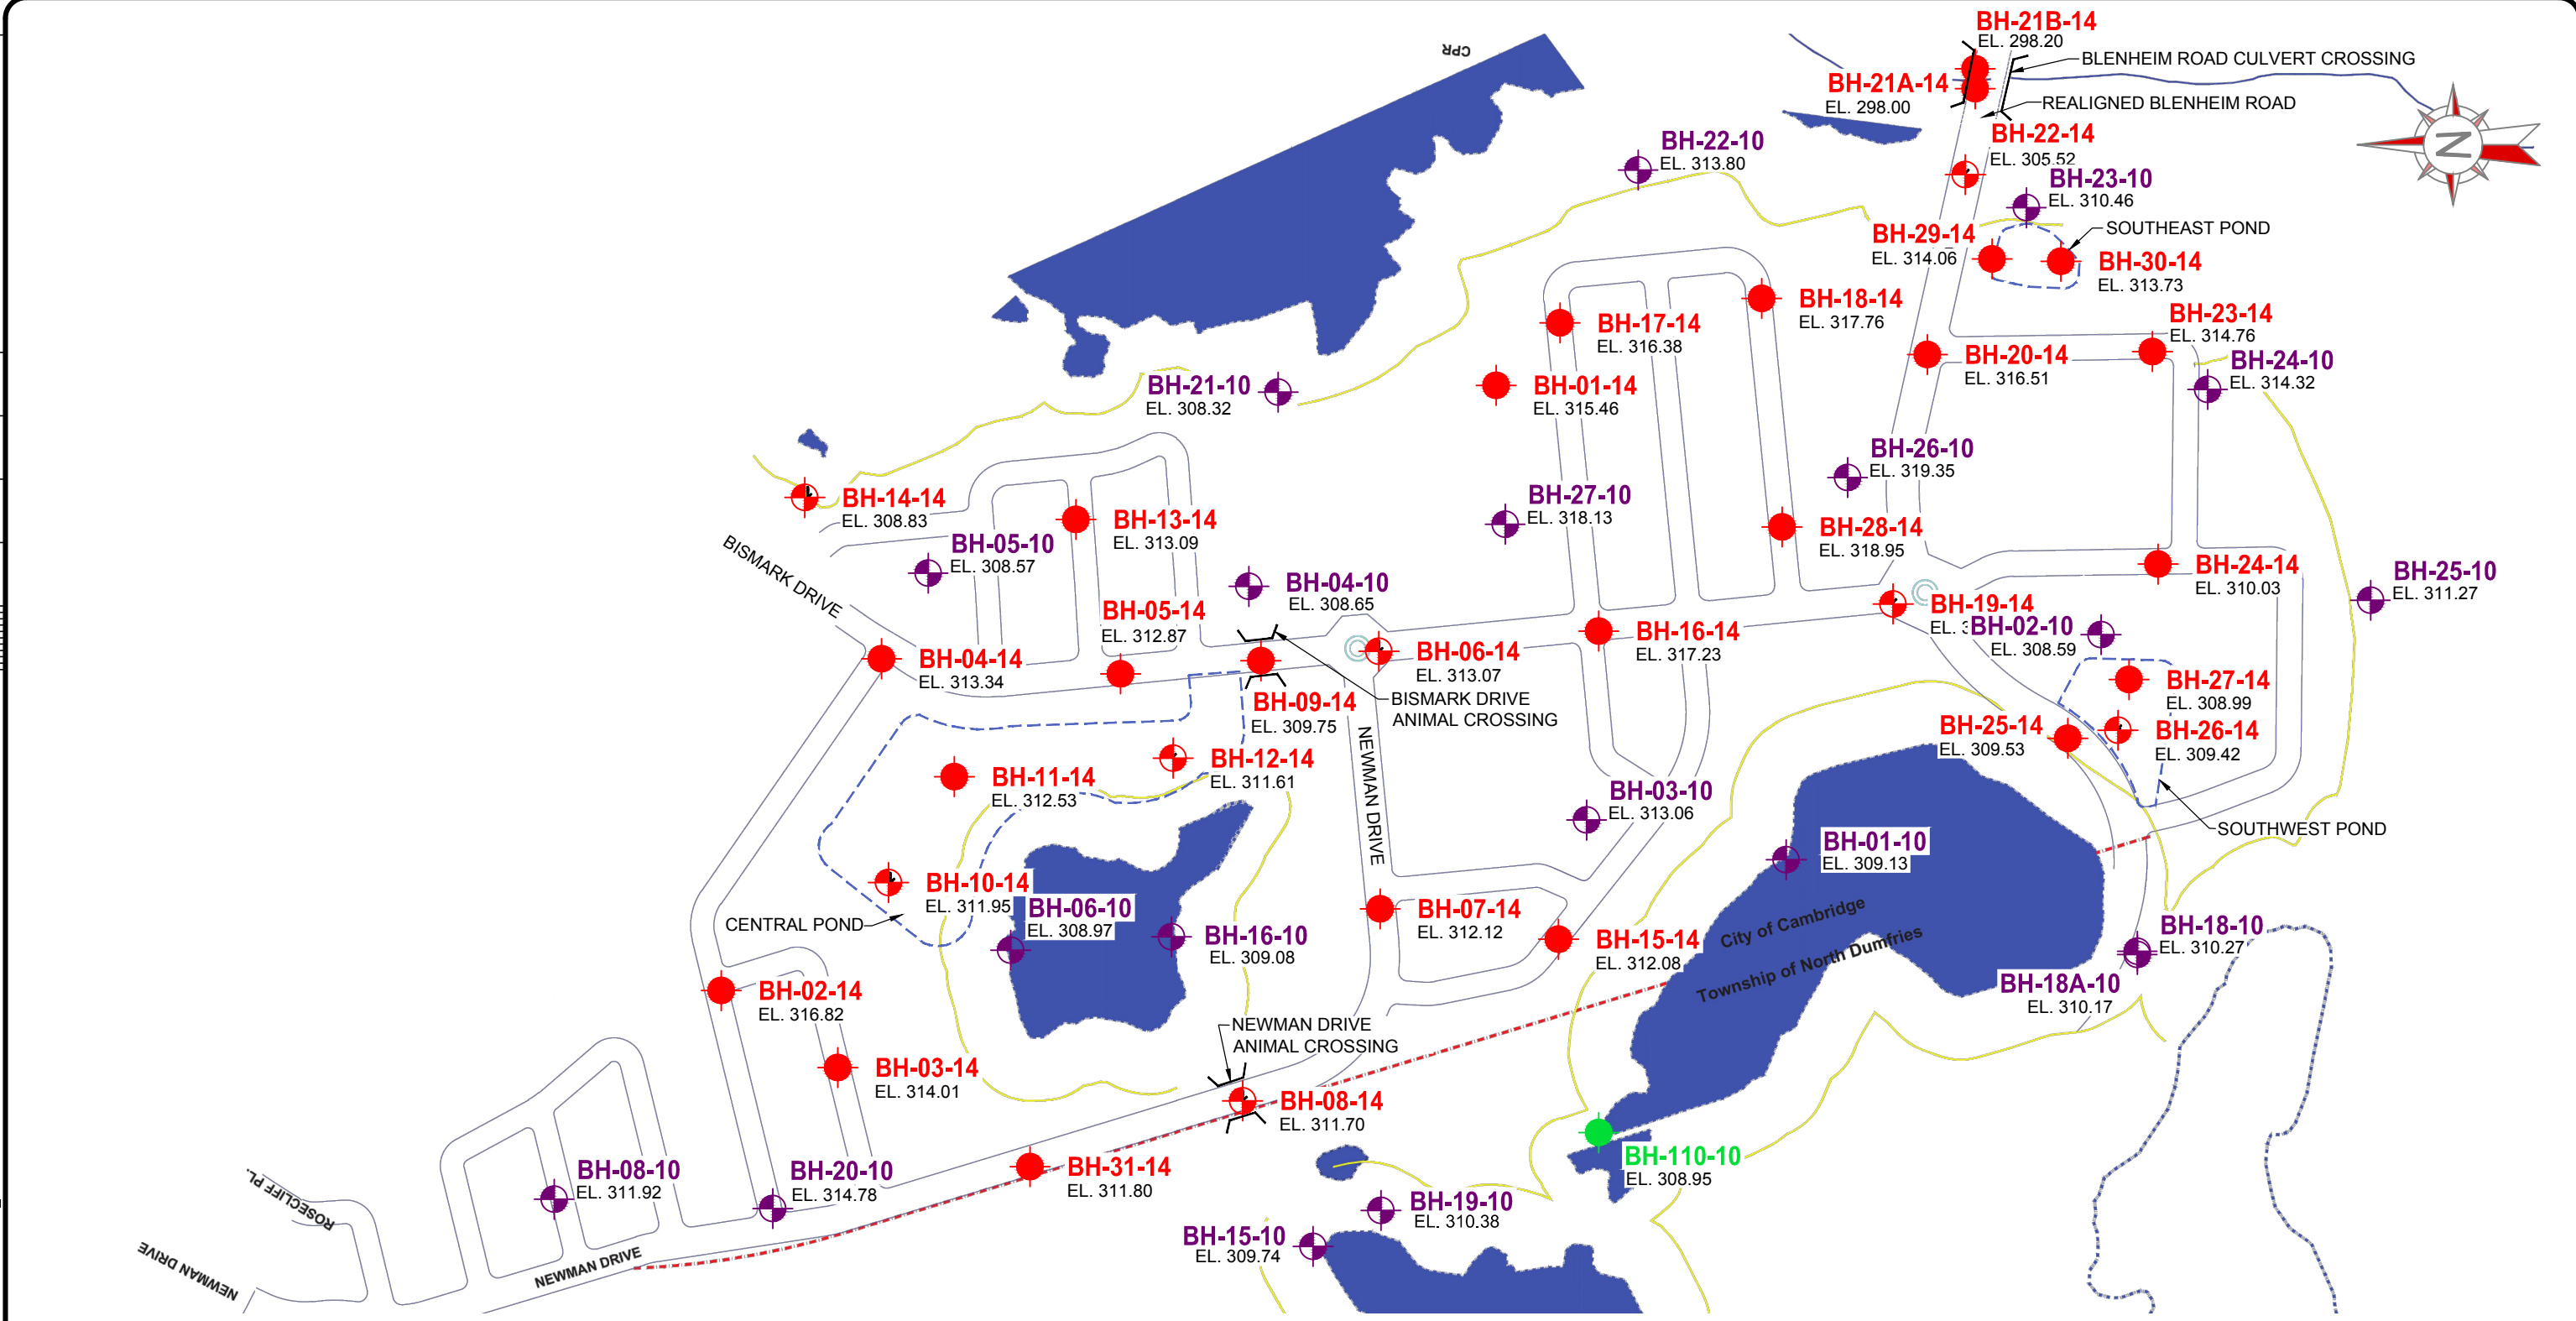 BH-21B-14
EL. 298.20
CPR
BLENHEIM ROAD CULVERT CROSSING
BH-21A-14
EL. 298.00
REALIGNED BLENHEIM ROAD
BH-22-14
EL. 305.52
N
BH-22-10
EL. 313.80
BH-23-10
EL. 310.46
SOUTHEAST POND
BH-29-14
EL. 314.06
BH-30-14
EL. 313.73
BH-18-14
EL. 317.76
BH-17-14
EL. 316.38
BH-23-14
EL. 314.76
BH-20-14
EL. 316.51
BH-24-10
EL. 314.32
BH-21-10
EL. 308.32
BH-01-14
EL. 315.46
BH-26-10
EL. 319.35
BH-14-14
EL. 308.83
BH-27-10
EL. 318.13
BH-13-14
EL. 313.09
BH-28-14
EL. 318.95
BISMARK DRIVE
BH-05-10
EL. 308.57
BH-04-10
EL. 308.65
BH-24-14
EL. 310.03
BH-25-10
EL. 311.27
BH-05-14
EL. 312.87
BH-19-14
EL.
BH-02-10
EL. 308.59
BH-16-14
EL. 317.23
BH-06-14
EL. 313.07
BH-04-14
EL. 313.34
BH-27-14
EL. 308.99
BH-09-14
EL. 309.75
BISMARK DRIVE
ANIMAL CROSSING
BH-25-14
EL. 309.53
BH-26-14
EL. 309.42
NEWMAN DRIVE
BH-12-14
EL. 311.61
BH-11-14
EL. 312.53
BH-03-10
EL. 313.06
SOUTHWEST POND
BH-01-10
EL. 309.13
BH-10-14
EL. 311.95
CENTRAL POND
BH-06-10
EL. 308.97
BH-07-14
EL. 312.12
BH-16-10
EL. 309.08
BH-15-14
EL. 312.08
City of Cambridge
Township of North Dumfries
BH-18-10
EL. 310.27
BH-18A-10
EL. 310.17
BH-02-14
EL. 316.82
NEWMAN DRIVE
ANIMAL CROSSING
BH-03-14
EL. 314.01
BH-08-14
EL. 311.70
BH-110-10
EL. 308.95
BH-31-14
EL. 311.80
BH-08-10
EL. 311.92
BH-20-10
EL. 314.78
BH-19-10
EL. 310.38
ROSECLIFF PL.
BH-15-10
EL. 309.74
NEWMAN DRIVE
NEWMAN DRIVE